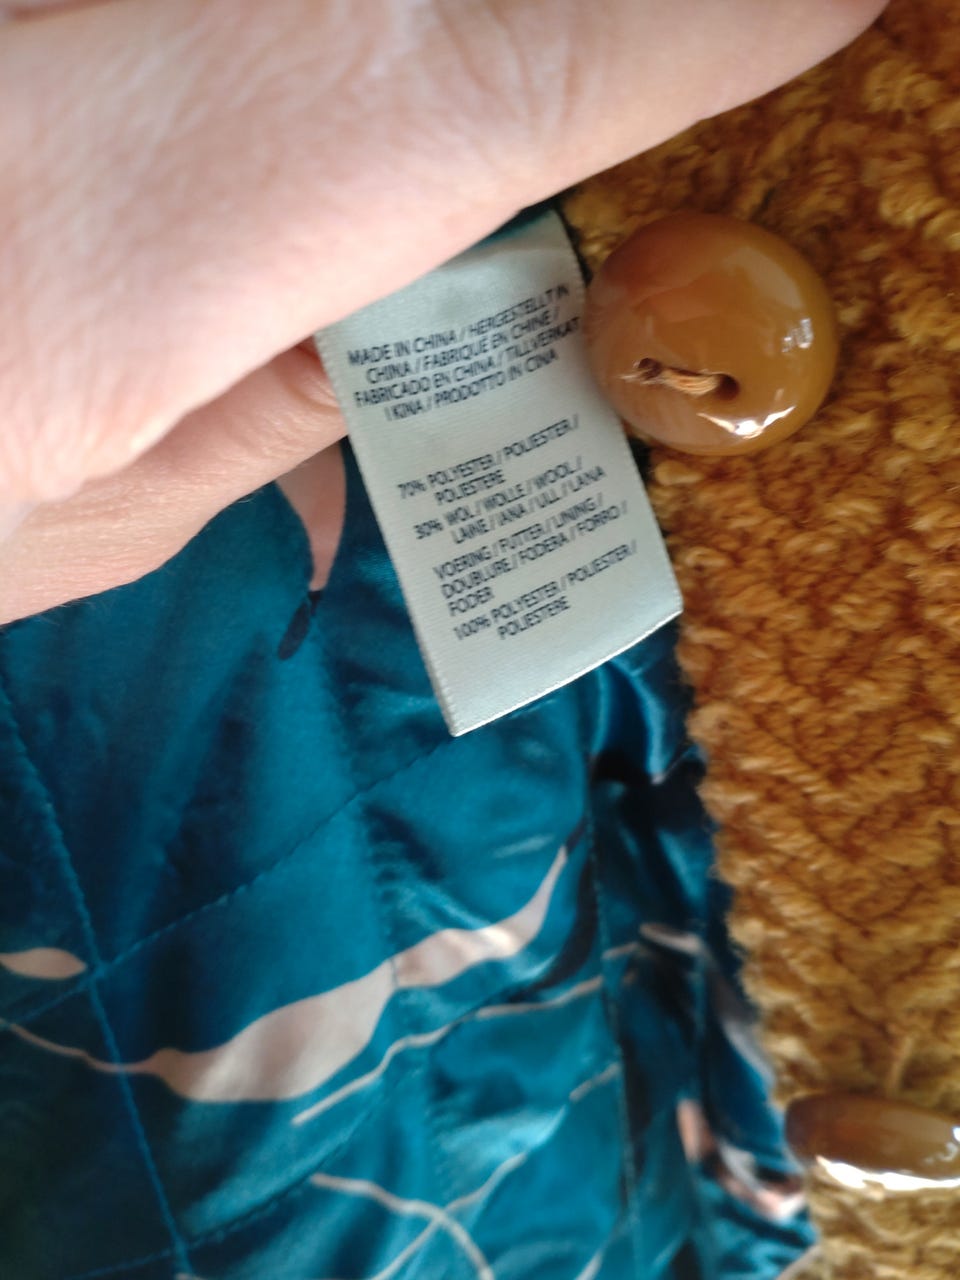 MADE IN CHINA / HERGESTELLT IN
CHINA / FABRIQUÉ EN CHINE /
FABRICADO EN CHINA / TILLVERKAT
I KINA / PRODOTTO IN CINA
70% POLYESTER / POLIESTER /
POLIESTERE
30% WOL / WOLLE / WOOL /
LAINE / IANA / ULL / LANA
VOERING / FUTTER / LINING /
DOUBLURE / FODERA / FORRO /
FODER
100% POLYESTER / POLIESTER /
POLIESTERE